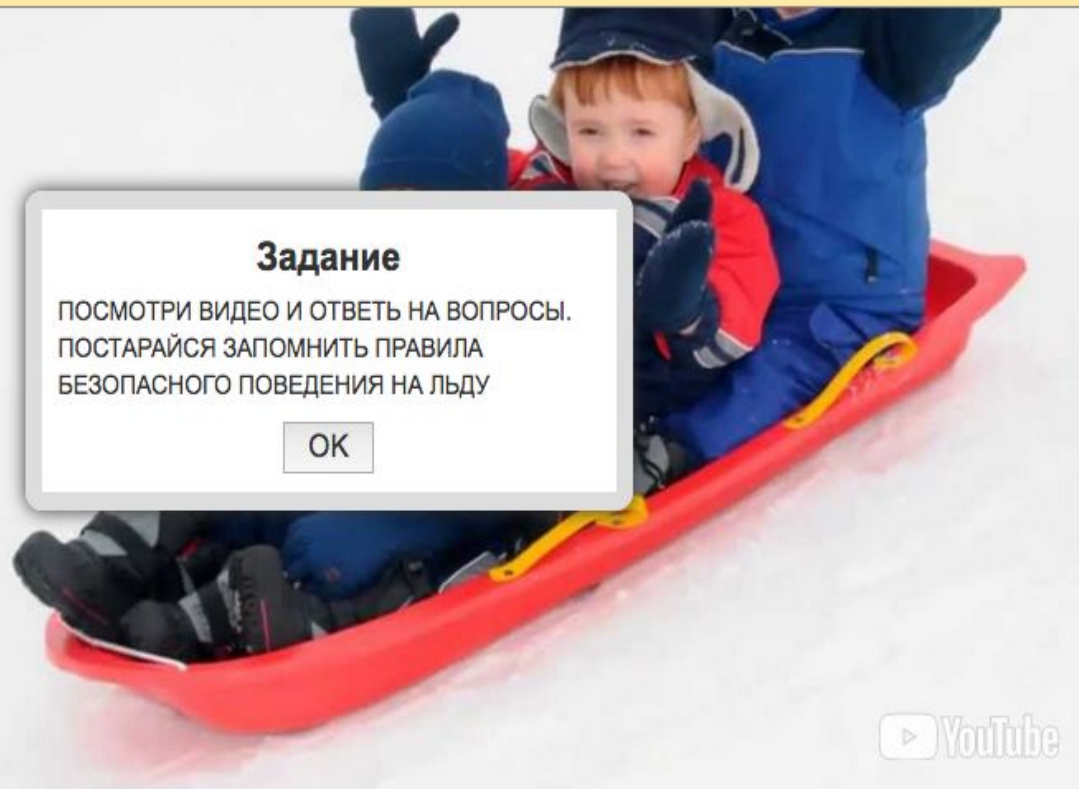 Задание
ПОСМОТРИ ВИДЕО И ОТВЕТЬ НА ВОПРОСЫ.
ПОСТАРАЙСЯ ЗАПОМНИТЬ ПРАВИЛА
БЕЗОПАСНОГО ПОВЕДЕНИЯ НА ЛЬДУ
OK
YouTube